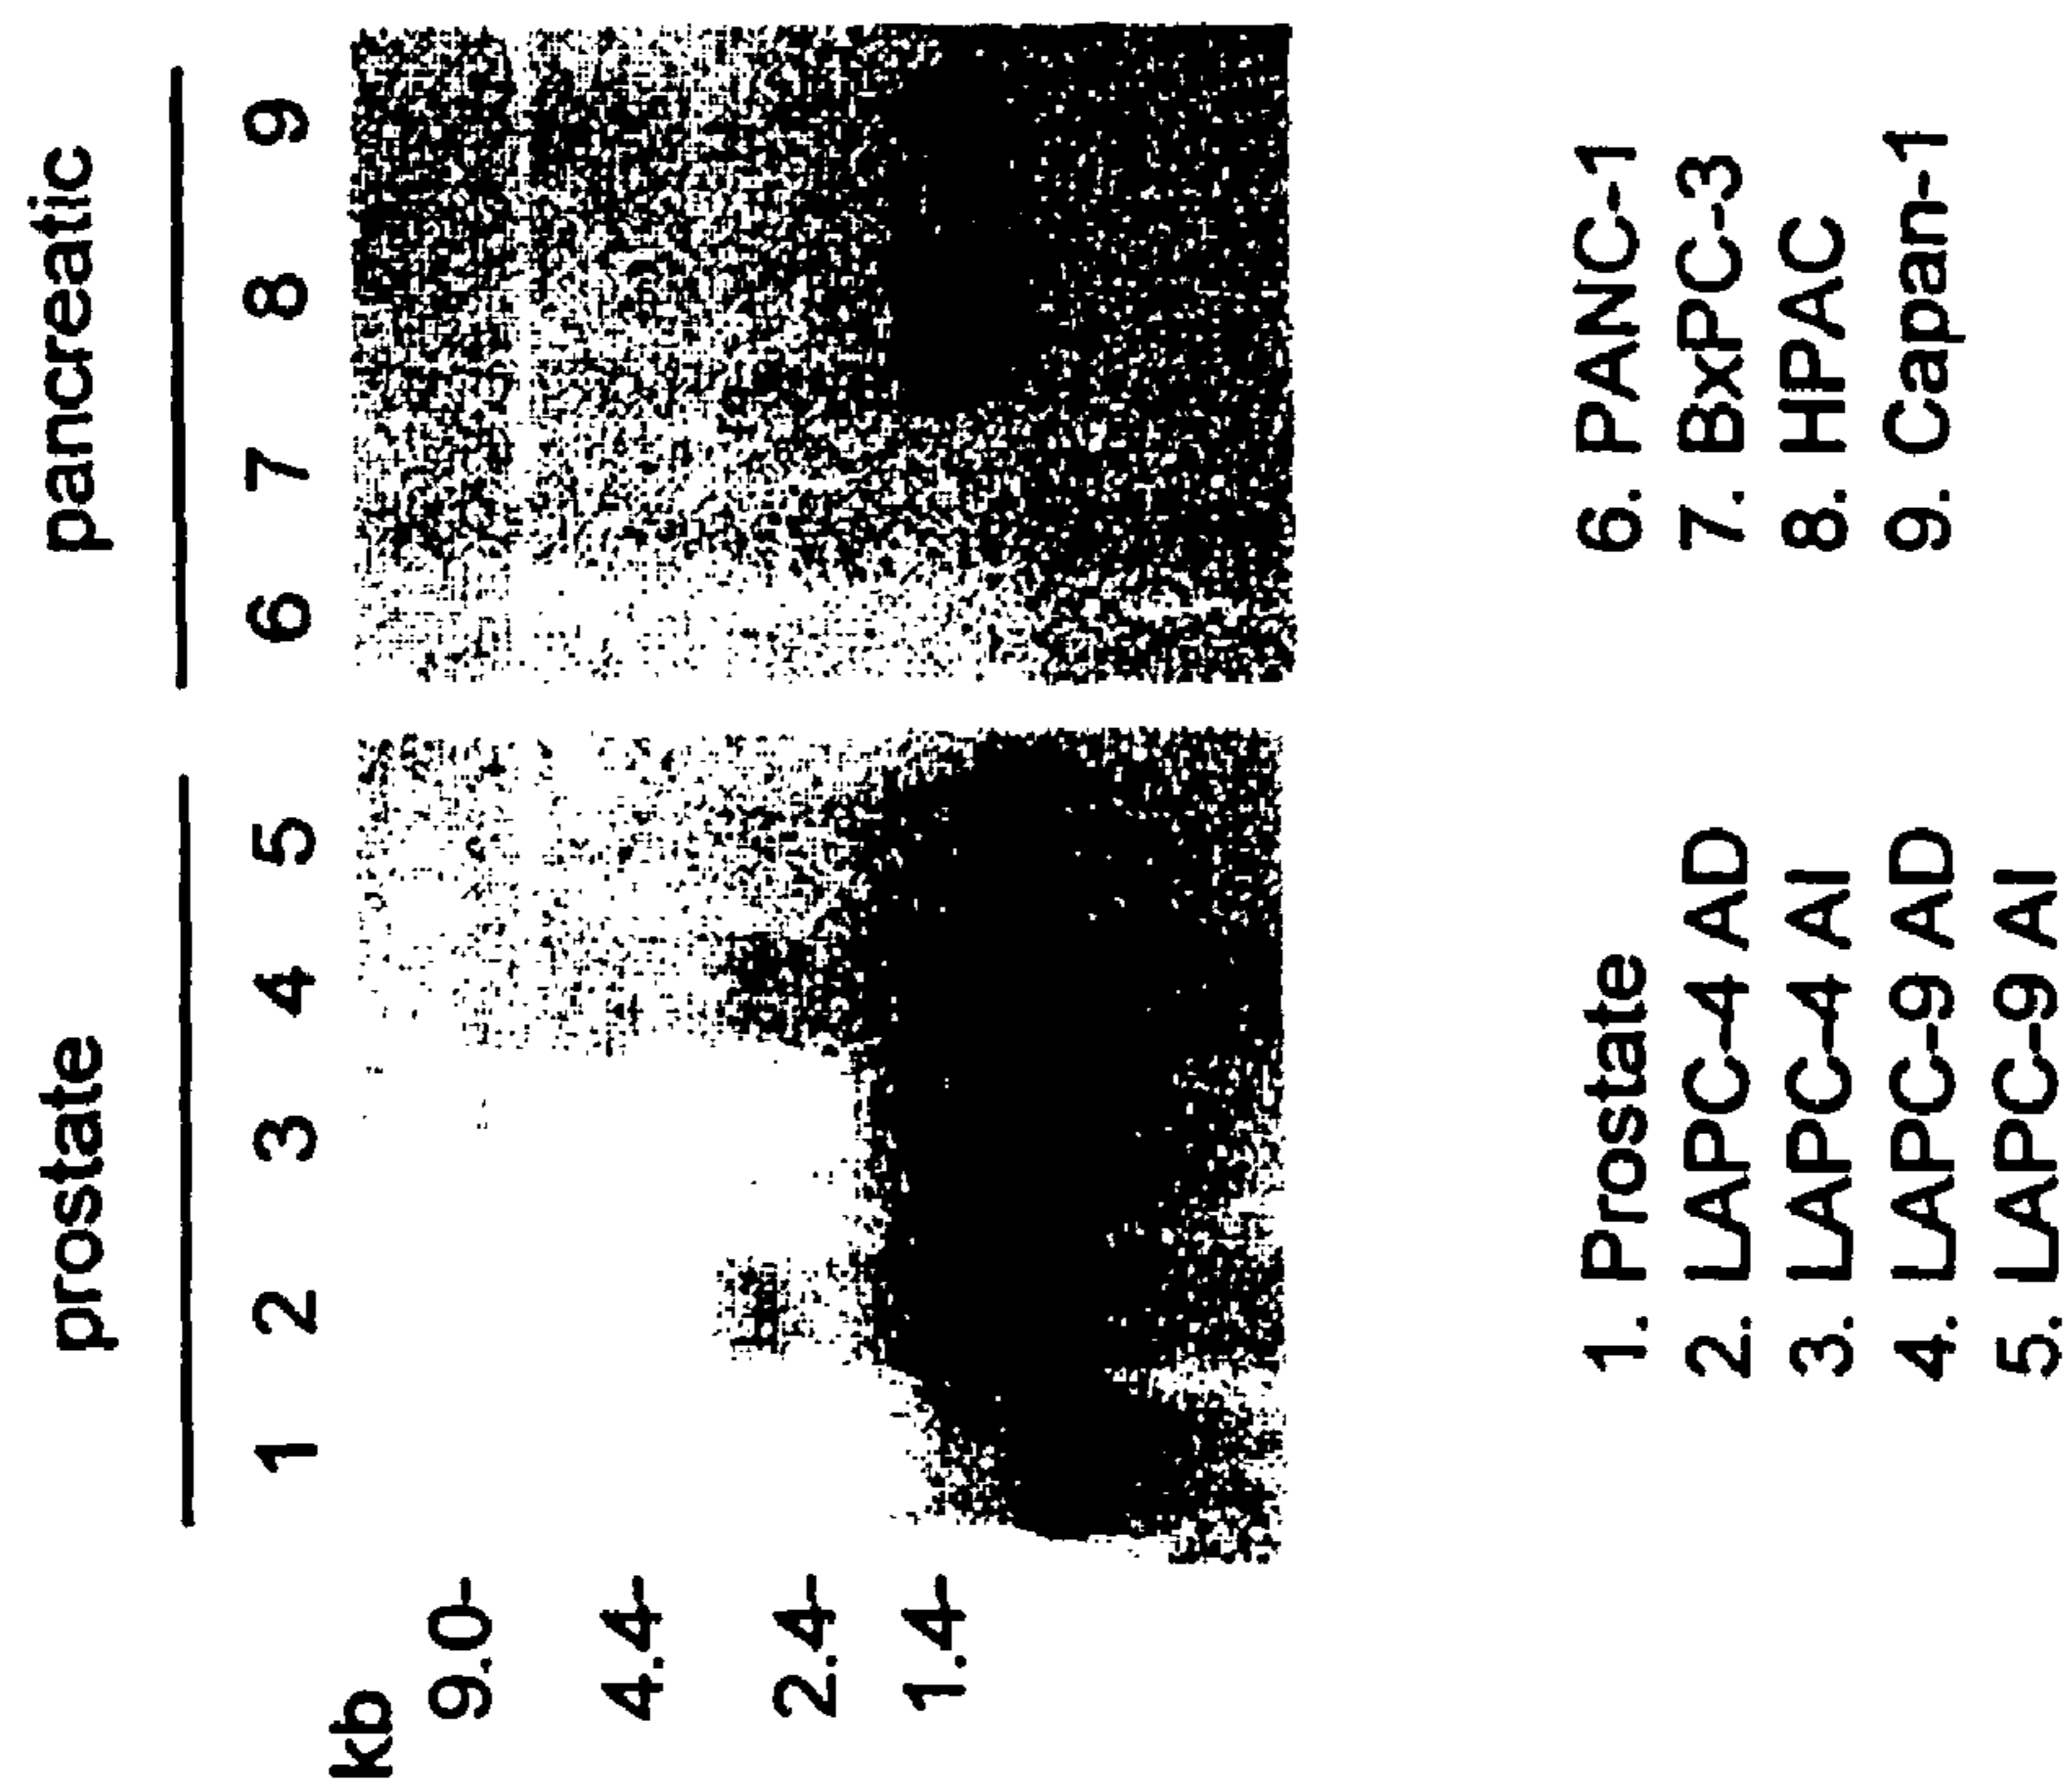 prostate
pancreatic
1 2 3 4 5
6 7 8 9
kb
9.0-
4.4-
2.4-
1.4-
1. Prostate
2. LAPC-4 AD
3. LAPC-4 AI
4. LAPC-9 AD
5. LAPC-9 AI
6. PANC-1
7. BxPC-3
8. HPAC
9. Capan-1